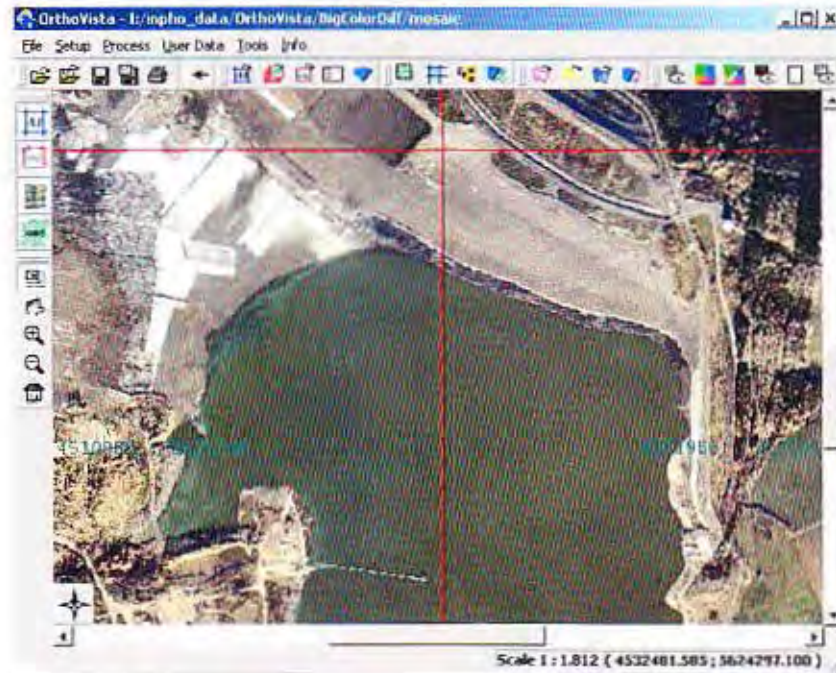 OrthoVista - I:/inpho_data/OrthoVista/BigColorDiff/mosaic
File Setup Process User Data Tools Info
Scale 1 : 1.812 ( 4532481.585 ; 5624297.100 )